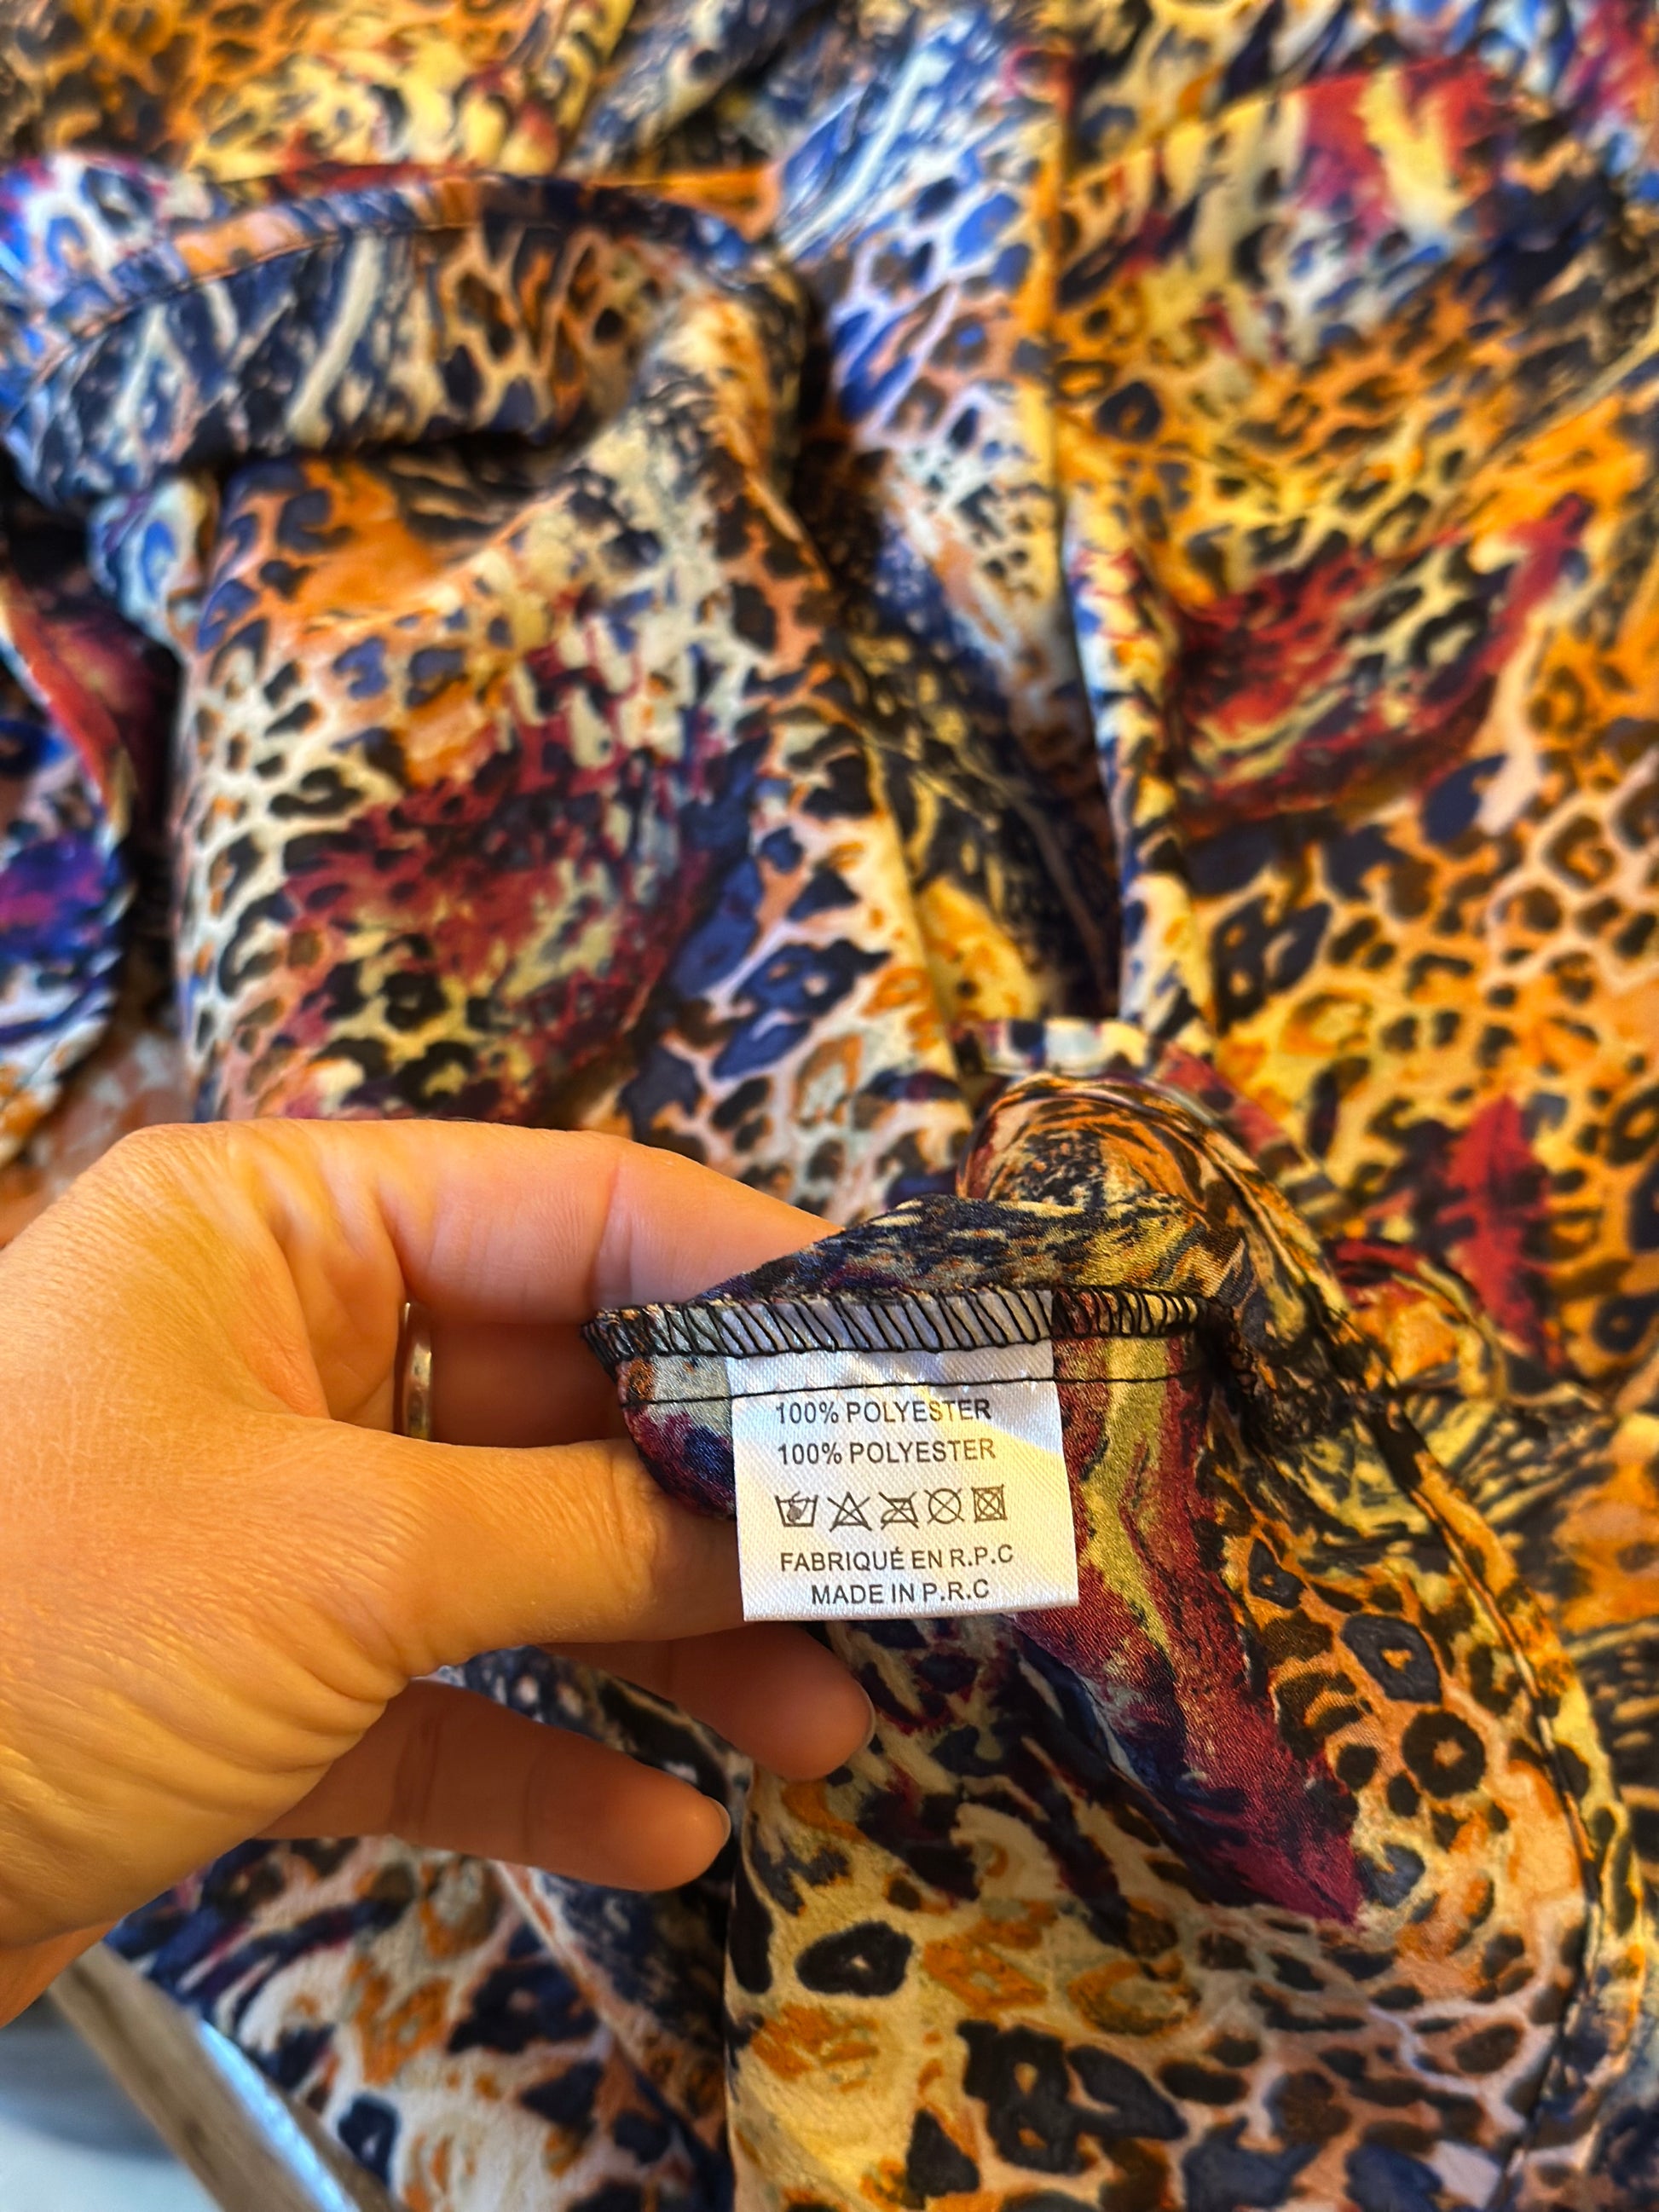 100% POLYESTER
100% POLYESTER
FABRIQUÉ EN R.P.C
MADE IN P.R.C